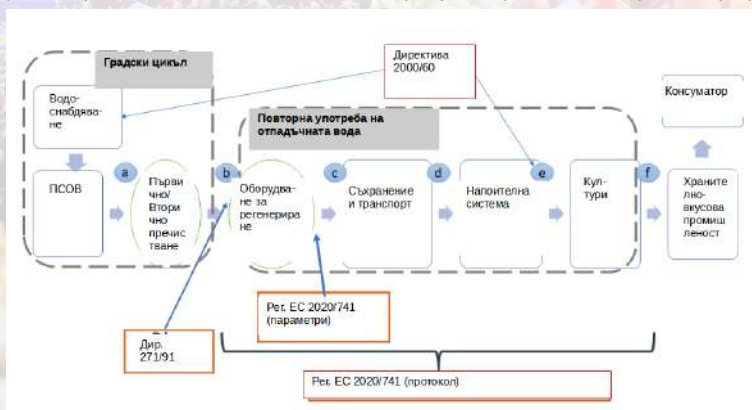 Градски цикъл
Директива
2000/60
Водо-
снабдява-
не
Консуматор
Повторна употреба на
отпадъчната вода
a
b
c
d
e
f
ПСОВ
Първи
чно/
Втори
чно
пречис
тване
Оборудва-
не за
регенерира
не
Съхранение
и транспорт
Напоителна
система
Кул-
тури
Храните
лно-
вкусова
промиш
леност
Рег. ЕС 2020/741
(параметри)
Дир.
271/91
Рег. ЕС 2020/741 (протокол)